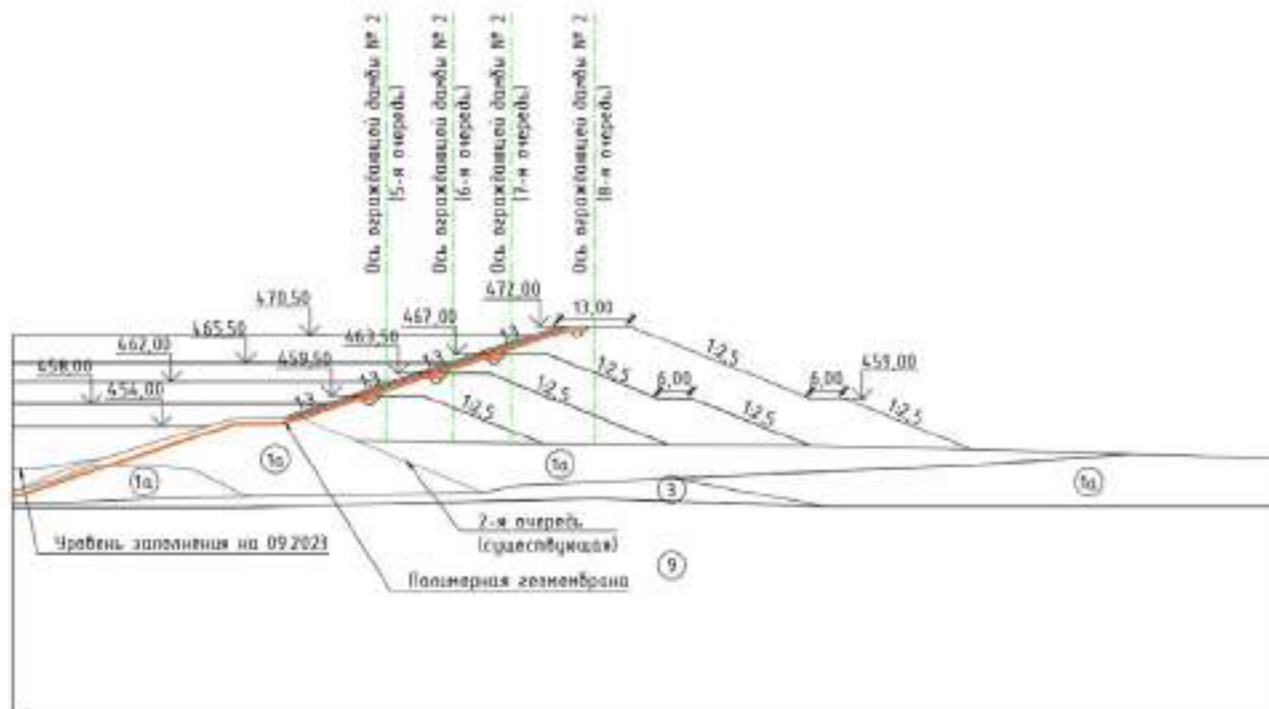 Ось ограждающей дамбы № 2
(5-я очередь)
Ось ограждающей дамбы № 2
(6-я очередь)
Ось ограждающей дамбы № 2
(7-я очередь)
Ось ограждающей дамбы № 2
(8-я очередь)
472,00
13,00
470,50
467,00
465,50
463,50
462,00
459,50
458,00
454,00
1:3
1:3
1:3
1:3
1:2,5
1:2,5
1:2,5
1:2,5
1:2,5
1:2,5
6,00
6,00
459,00
1а
1а
1а
1а
3
9
2-я очередь
(существующая)
Уровень заполнения на 09.2023
Полимерная геомембрана